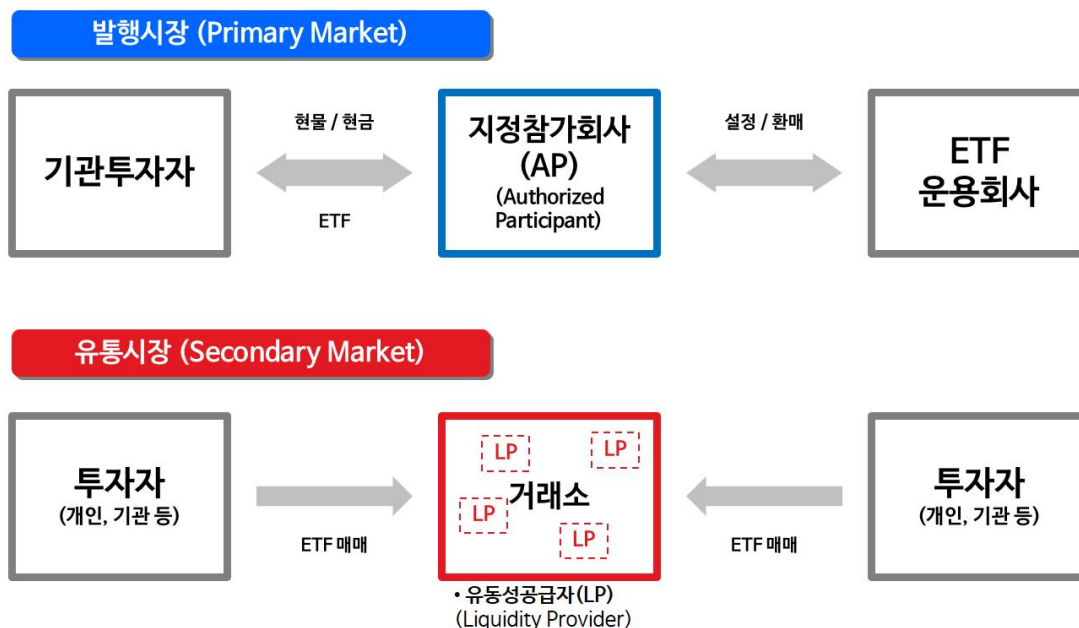 발행시장 (Primary Market)
기관투자자
현물 / 현금
ETF
지정참가회사
(AP)
(Authorized
Participant)
설정 / 환매
ETF
운용회사
유통시장 (Secondary Market)
투자자
(개인, 기관 등)
ETF 매매
LP
LP
거래소
LP
LP
ETF 매매
투자자
(개인, 기관 등)
• 유동성공급자(LP)
(Liquidity Provider)